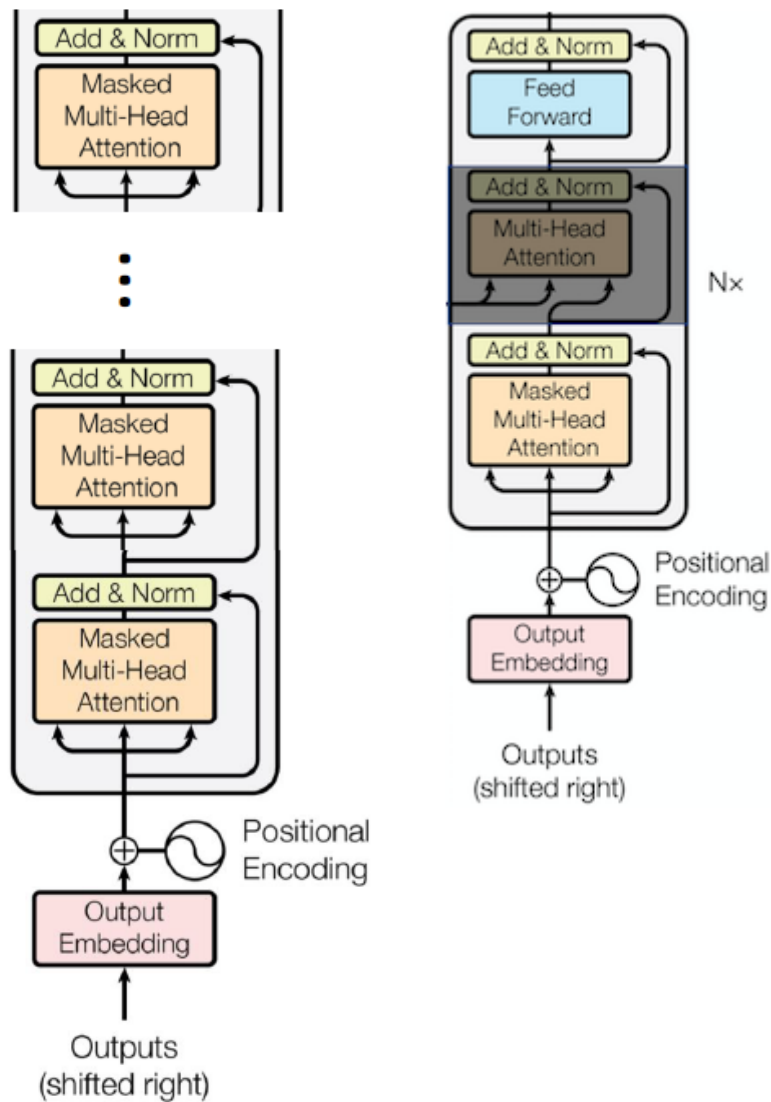 Add & Norm
Masked
Multi-Head
Attention
Add & Norm
Masked
Multi-Head
Attention
Add & Norm
Masked
Multi-Head
Attention
Positional
Encoding
Output
Embedding
Outputs
(shifted right)
Add & Norm
Feed
Forward
Add & Norm
Multi-Head
Attention
N×
Add & Norm
Masked
Multi-Head
Attention
Positional
Encoding
Output
Embedding
Outputs
(shifted right)